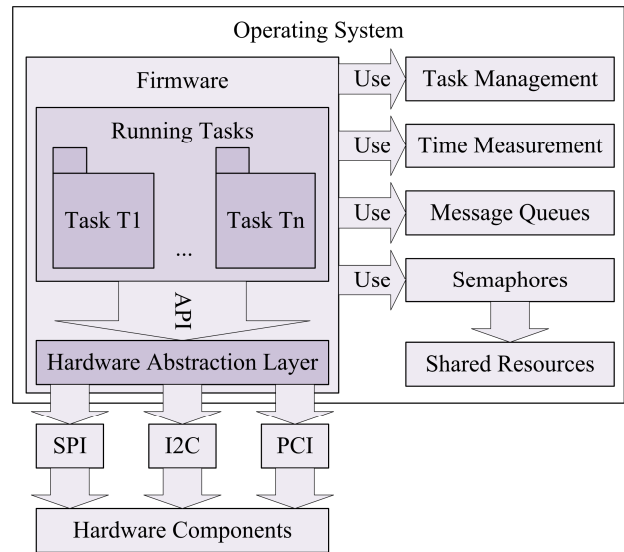 Operating System
Firmware
Use
Task Management
Running Tasks
Use
Time Measurement
Task T1
...
Task Tn
Use
Message Queues
Use
Semaphores
API
Hardware Abstraction Layer
Shared Resources
SPI
I2C
PCI
Hardware Components